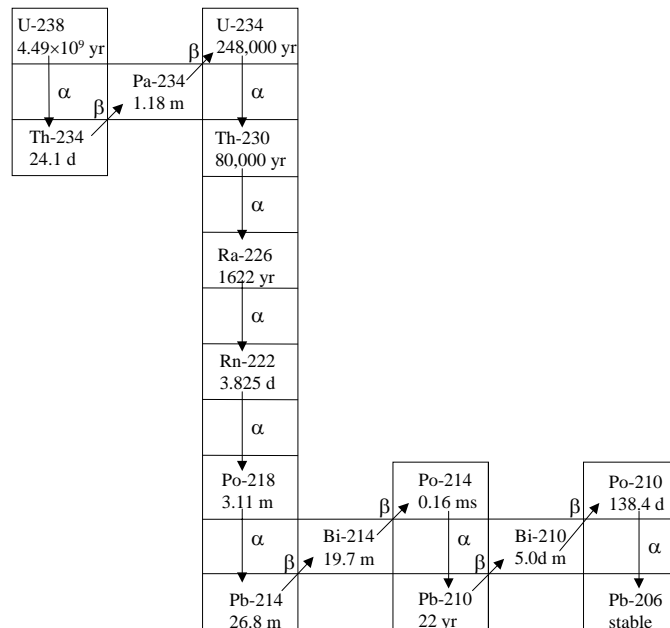 U-238
4.49×10⁹ yr
U-234
248,000 yr
β
Pa-234
1.18 m
α
β
α
Th-234
24.1 d
Th-230
80,000 yr
α
Ra-226
1622 yr
α
Rn-222
3.825 d
α
Po-218
3.11 m
Po-214
0.16 ms
Po-210
138.4 d
β
β
α
Bi-214
19.7 m
α
Bi-210
5.0d m
α
β
β
Pb-214
26.8 m
Pb-210
22 yr
Pb-206
stable